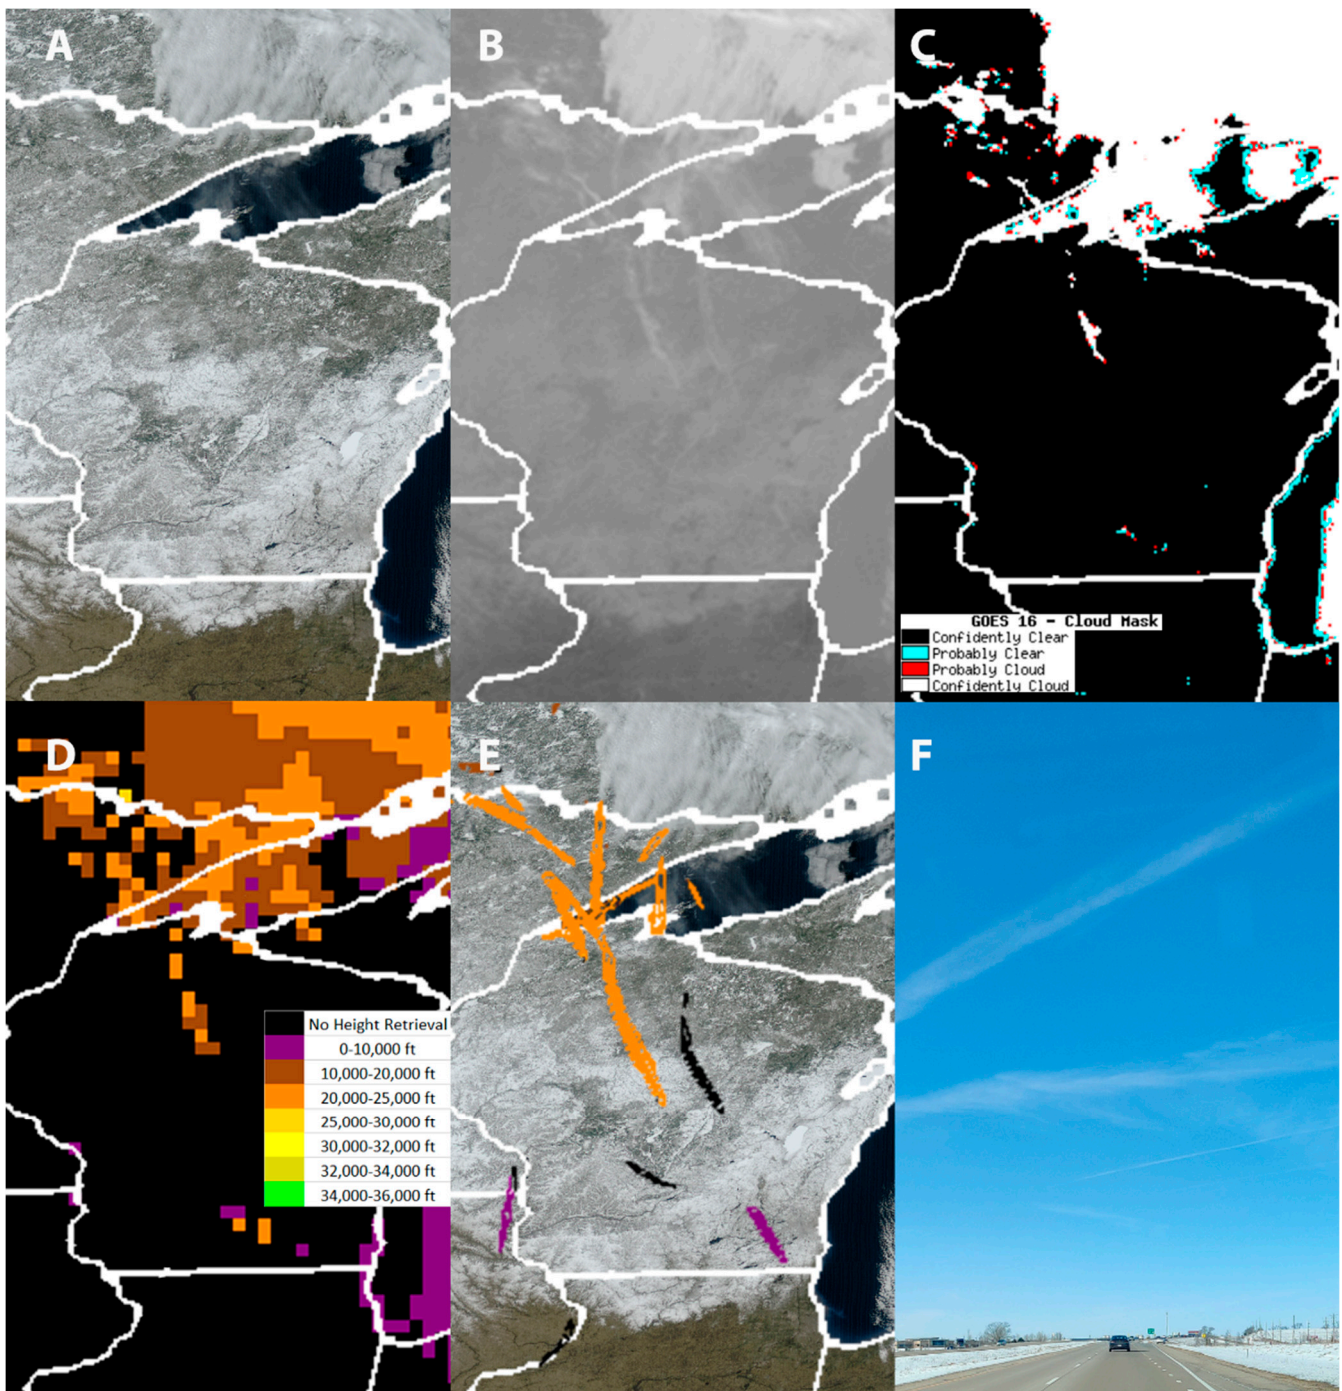 A
B
C
GOES 16 - Cloud Mask
Confidently Clear
Probably Clear
Probably Cloud
Confidently Cloud
D
No Height Retrieval
0-10,000 ft
10,000-20,000 ft
20,000-25,000 ft
25,000-30,000 ft
30,000-32,000 ft
32,000-34,000 ft
34,000-36,000 ft
E
F